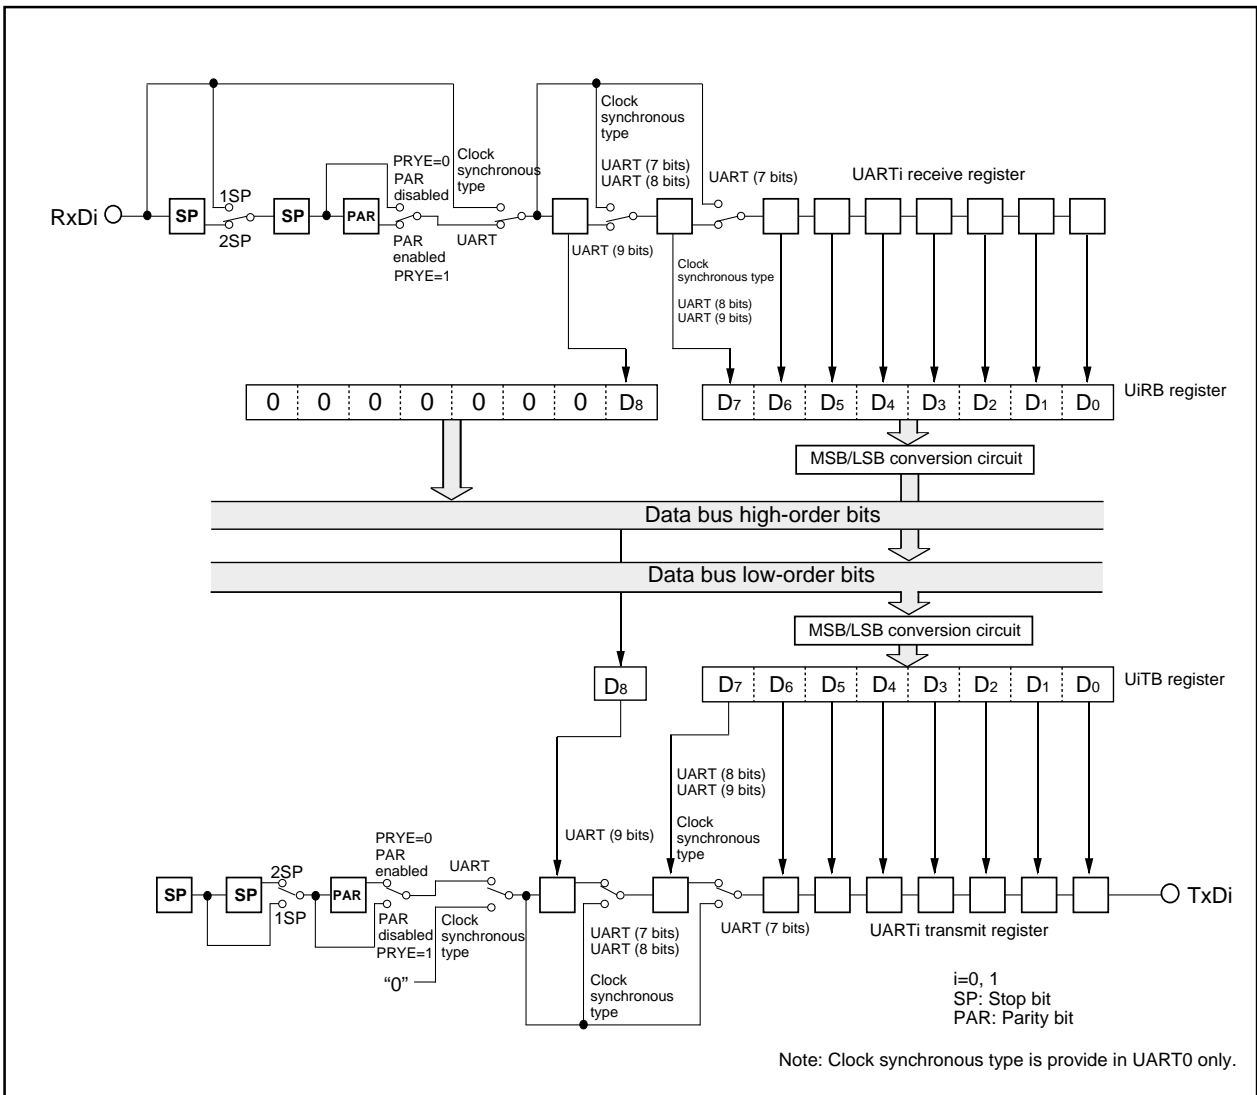 Clock
synchronous
type
PRYE=0
PAR
disabled
Clock
synchronous
type
UART (7 bits)
UART (8 bits)
UART (7 bits)
UARTi receive register
1SP
RxDi
SP
SP
PAR
2SP
PAR
enabled
PRYE=1
UART
UART (9 bits)
Clock
synchronous type
UART (8 bits)
UART (9 bits)
0 0 0 0 0 0 0 D8
D7 D6 D5 D4 D3 D2 D1 D0
UiRB register
MSB/LSB conversion circuit
Data bus high-order bits
Data bus low-order bits
MSB/LSB conversion circuit
D8
D7 D6 D5 D4 D3 D2 D1 D0
UiTB register
UART (8 bits)
UART (9 bits)
Clock
synchronous
type
UART (9 bits)
PRYE=0
PAR
enabled
2SP
UART
SP
SP
PAR
TxDi
1SP
PAR
disabled
PRYE=1
Clock
synchronous
type
UART (7 bits)
UART (8 bits)
UART (7 bits)
UARTi transmit register
“0”
Clock
synchronous
type
i=0, 1
SP: Stop bit
PAR: Parity bit
Note: Clock synchronous type is provide in UART0 only.